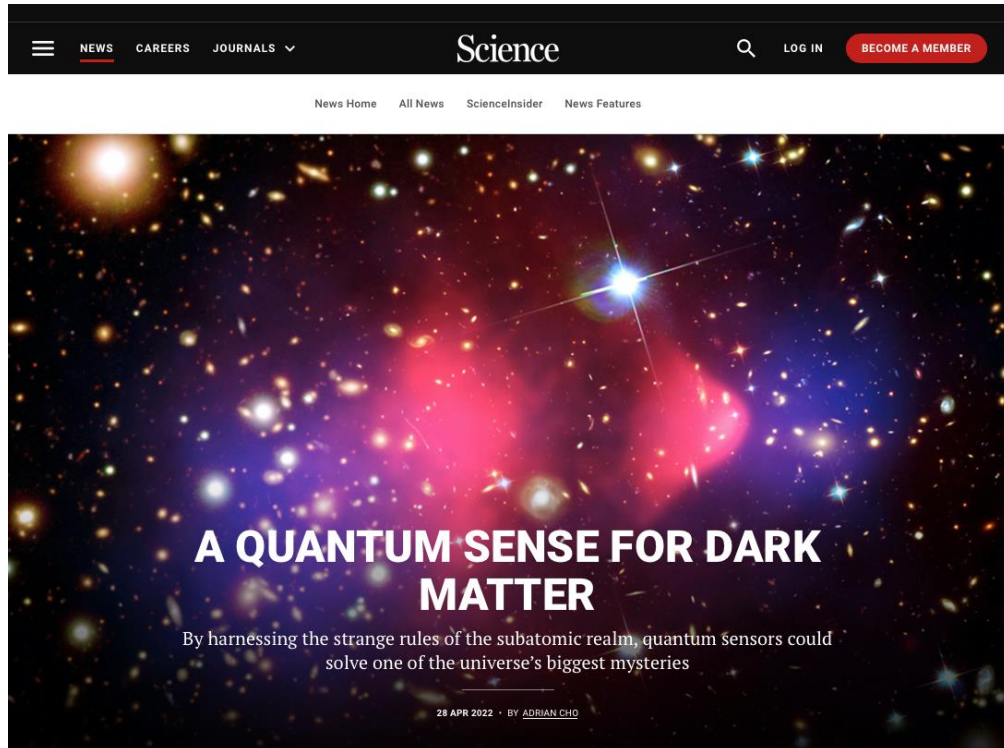 NEWS CAREERS JOURNALS Science LOG IN BECOME A MEMBER
News Home All News ScienceInsider News Features
A QUANTUM SENSE FOR DARK
MATTER
By harnessing the strange rules of the subatomic realm, quantum sensors could
solve one of the universe’s biggest mysteries
28 APR 2022 • BY ADRIAN CHO